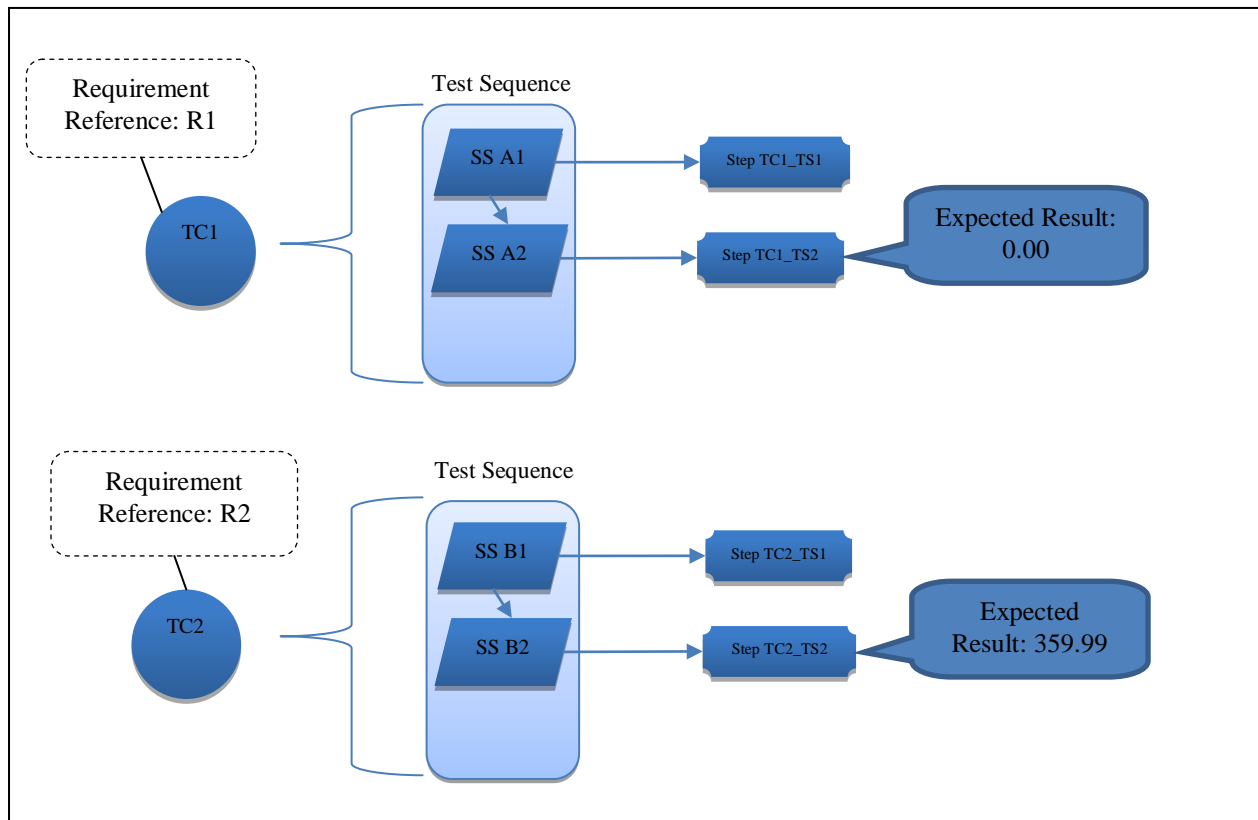 Requirement
Reference: R1
TC1
Test Sequence
SS A1
SS A2
Step TC1_TS1
Step TC1_TS2
Expected Result:
0.00
Requirement
Reference: R2
TC2
Test Sequence
SS B1
SS B2
Step TC2_TS1
Step TC2_TS2
Expected
Result: 359.99